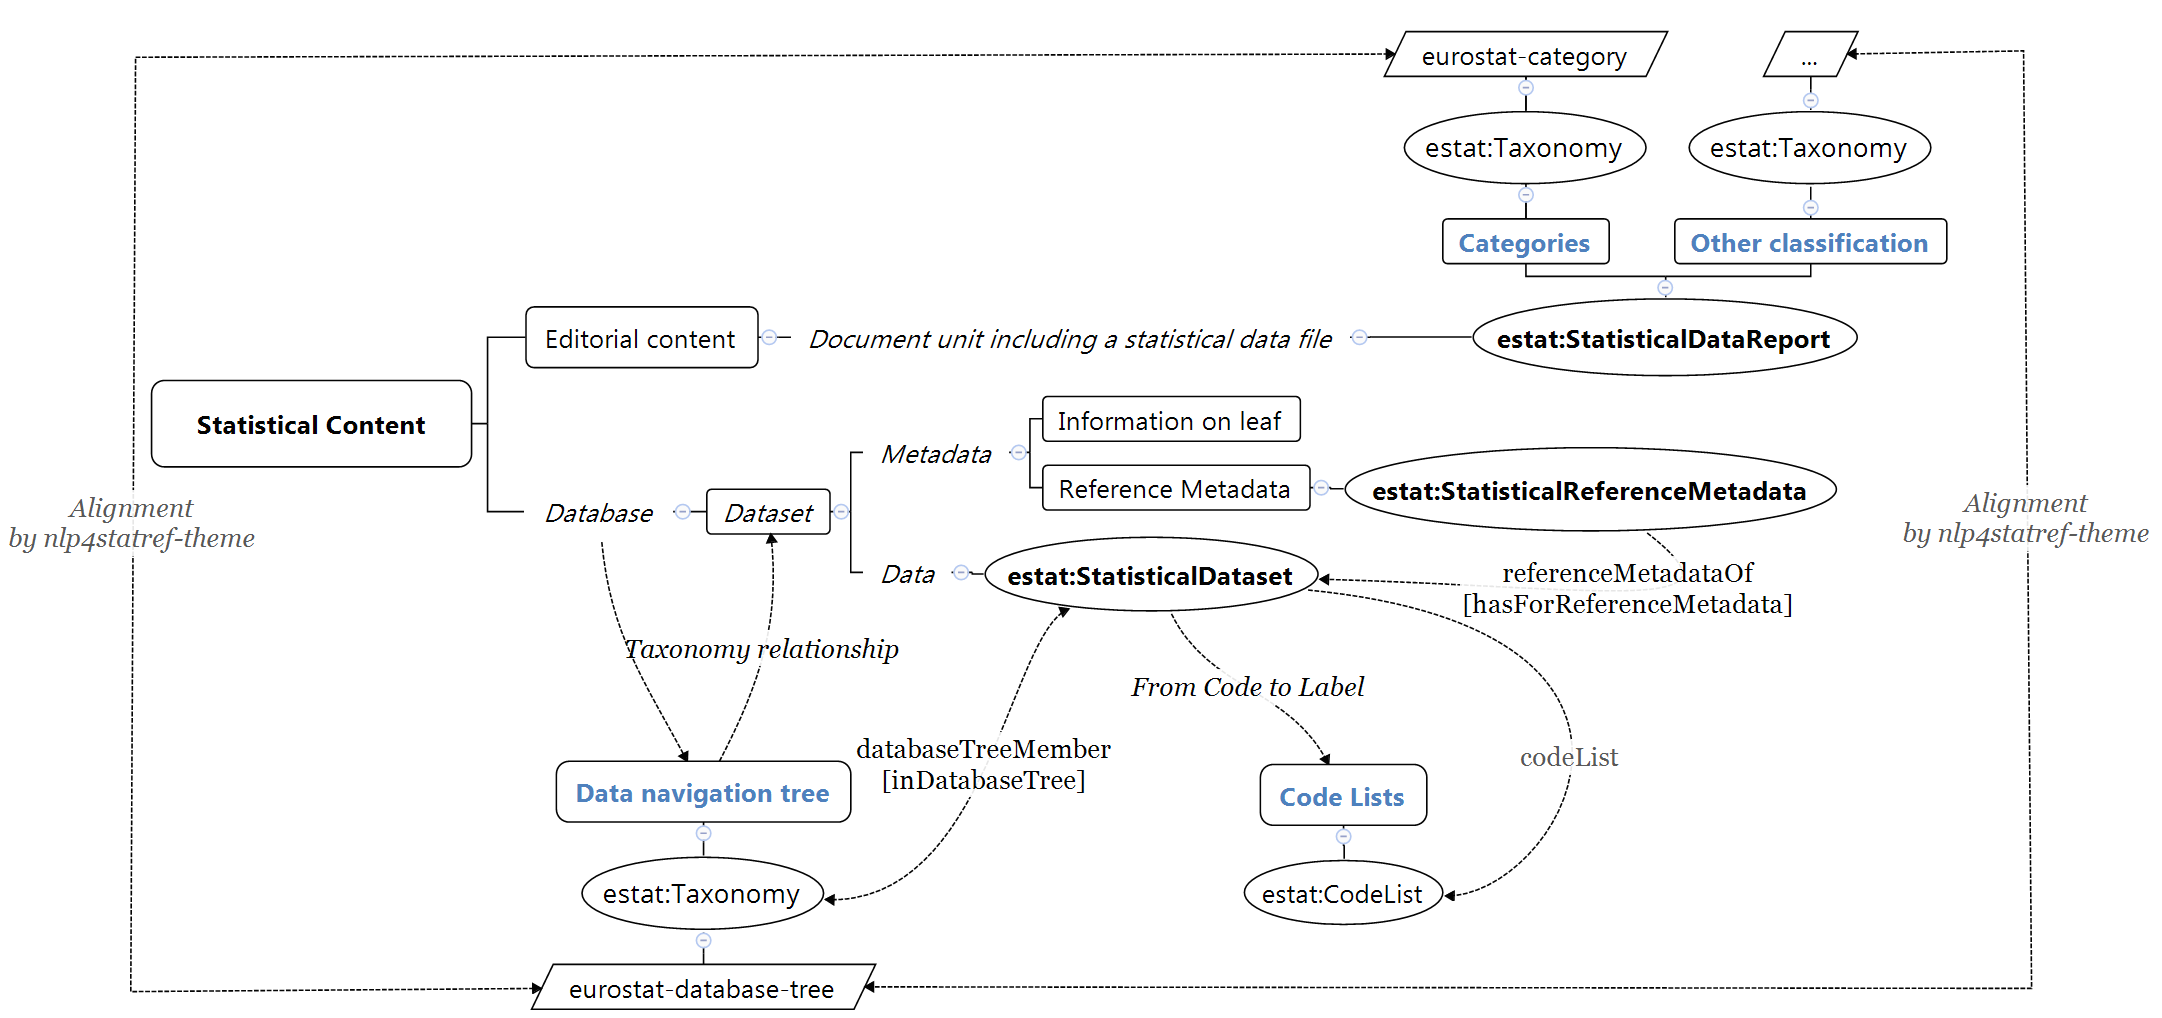 eurostat-category
...
estat:Taxonomy
estat:Taxonomy
Categories
Other classification
Editorial content
Document unit including a statistical data file
estat:StatisticalDataReport
Statistical Content
Information on leaf
Metadata
Reference Metadata
estat:StatisticalReferenceMetadata
Alignment
by nlp4statref-theme
Alignment
by nlp4statref-theme
Database
Dataset
Data
estat:StatisticalDataset
referenceMetadataOf
[hasForReferenceMetadata]
Taxonomy relationship
From Code to Label
databaseTreeMember
[inDatabaseTree]
codeList
Data navigation tree
Code Lists
estat:Taxonomy
estat:CodeList
eurostat-database-tree